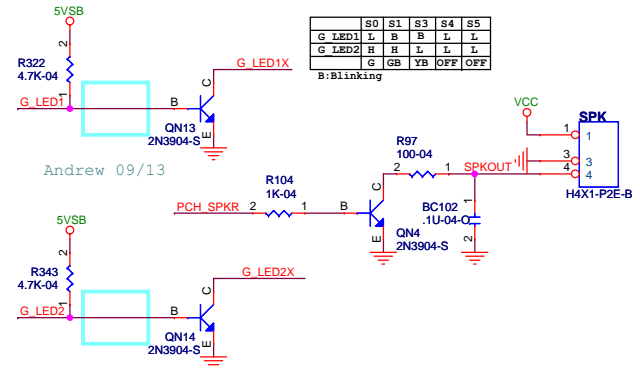 5VSB
2
R322
4.7K-04
1
G_LED1
B
C
E
G_LED1X
QN13
2N3904-S
S0 S1 S3 S4 S5
G_LED1 L B B L L
G_LED2 H H L L L
G GB YB OFF OFF
B:Blinking
Andrew 09/13
PCH_SPKR
2
R104
1K-04
1
B
C
E
QN4
2N3904-S
2
R97
100-04
1
SPKOUT
BC102
.1U-04-O
1
2
VCC
SPK
1 1
3 3
4 4
H4X1-P2E-B
5VSB
2
R343
4.7K-04
1
G_LED2
B
C
E
G_LED2X
QN14
2N3904-S